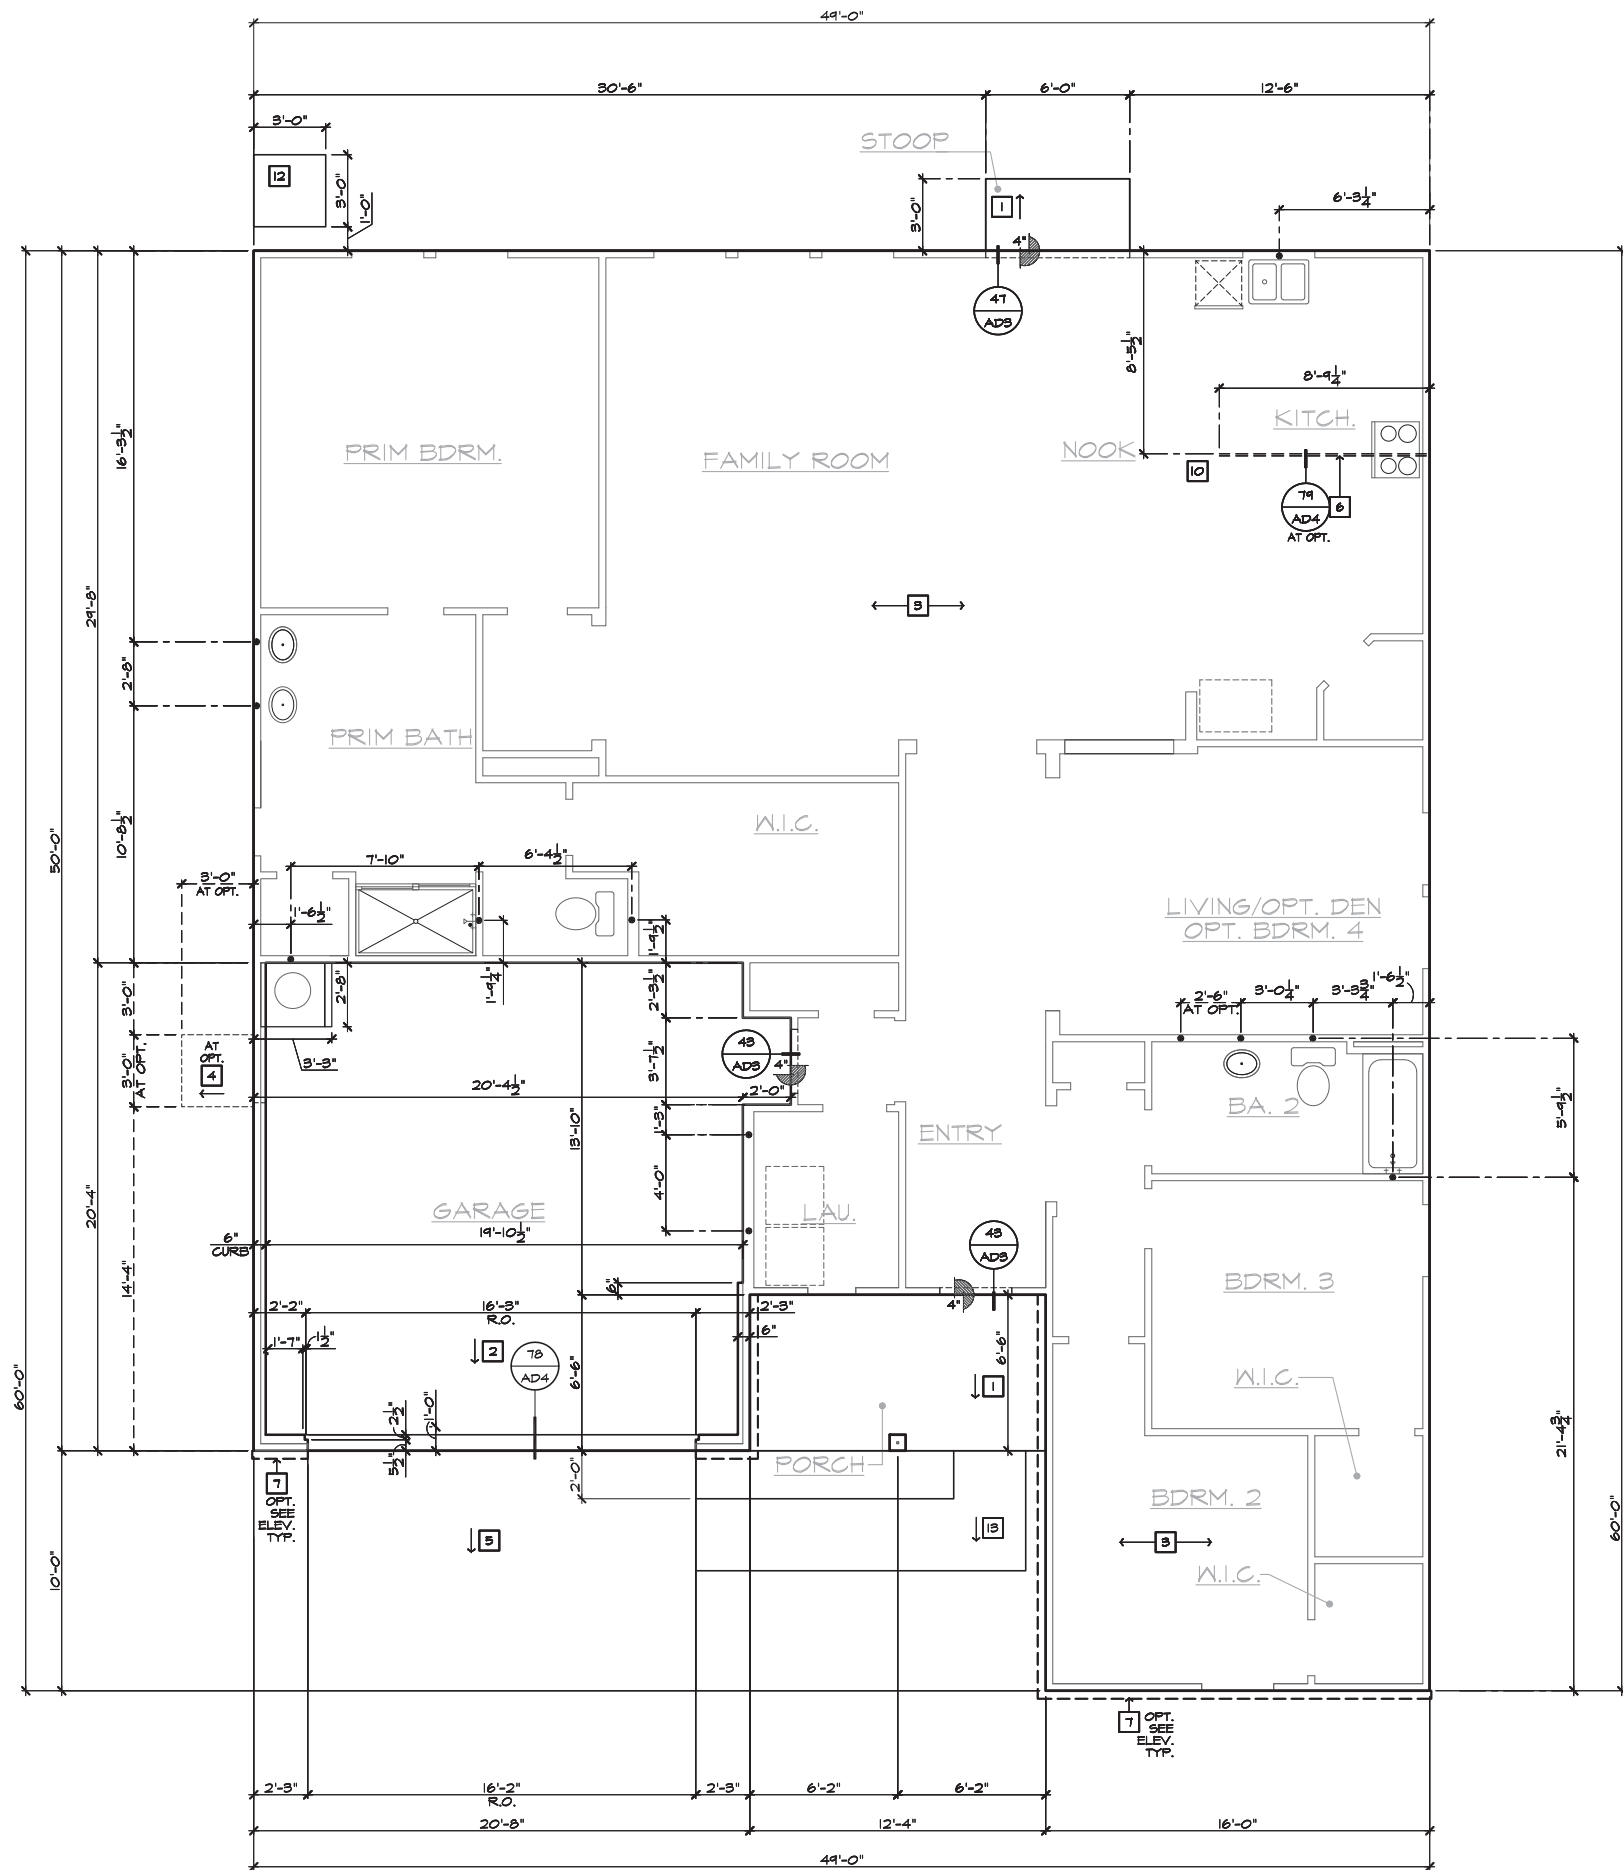 49'-0"
30'-6"
6'-0"
12'-6"
3'-0"
12
3'-0"
1'-0"
STOOP
3'-0"
1
4"
6'-3 1/4"
47
AD3
8'-5 1/2"
8'-9 1/4"
KITCH.
NOOK
10
79
AD4
AT OPT.
6
PRIM BDRM.
FAMILY ROOM
16'-3 1/2"
29'-8"
3
2'-8"
PRIM BATH
10'-8 1/2"
50'-0"
W.I.C.
7'-10"
6'-4 1/2"
3'-0"
AT OPT.
1'-6 1/2"
1'-9 1/2"
LIVING/OPT. DEN
OPT. BDRM. 4
2'-8"
1'-9 1/4"
2'-3 1/2"
3'-0"
2'-6"
AT OPT.
3'-0 1/4"
3'-3 3/4"
1'-6 1/2"
3'-0"
AT OPT.
AT
OPT.
4
3'-3"
43
AD3
4"
3'-7 1/2"
20'-4 1/2"
2'-0"
13'-10"
1'-3"
BA. 2
5'-9 1/2"
ENTRY
4'-0"
20'-4"
GARAGE
LAU.
6"
CURB
19'-10 1/2"
43
AD3
14'-4"
6"
4"
BDRM. 3
2'-2"
16'-3"
R.O.
2'-3"
6"
1'-7"
1 1/2"
2
78
AD4
6'-6"
6'-6"
1
W.I.C.
60'-0"
2 1/2"
1'-0"
5 1/2"
21'-4 3/4"
PORCH
2'-0"
7
OPT.
SEE
ELEV.
TYP.
BDRM. 2
5
13
3
W.I.C.
10'-0"
60'-0"
7
OPT.
SEE
ELEV.
TYP.
2'-3"
16'-2"
R.O.
2'-3"
6'-2"
6'-2"
20'-8"
12'-4"
16'-0"
49'-0"